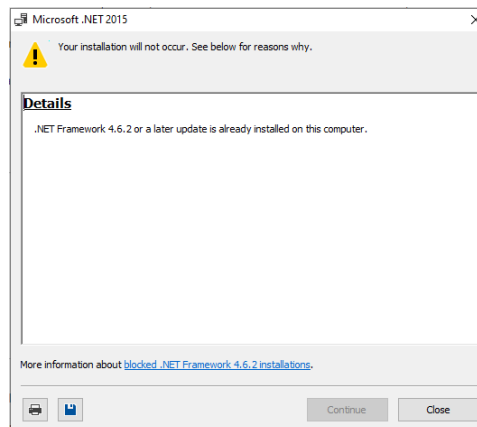 Microsoft .NET 2015
Your installation will not occur. See below for reasons why.
Details
.NET Framework 4.6.2 or a later update is already installed on this computer.
More information about blocked .NET Framework 4.6.2 installations.
Continue
Close